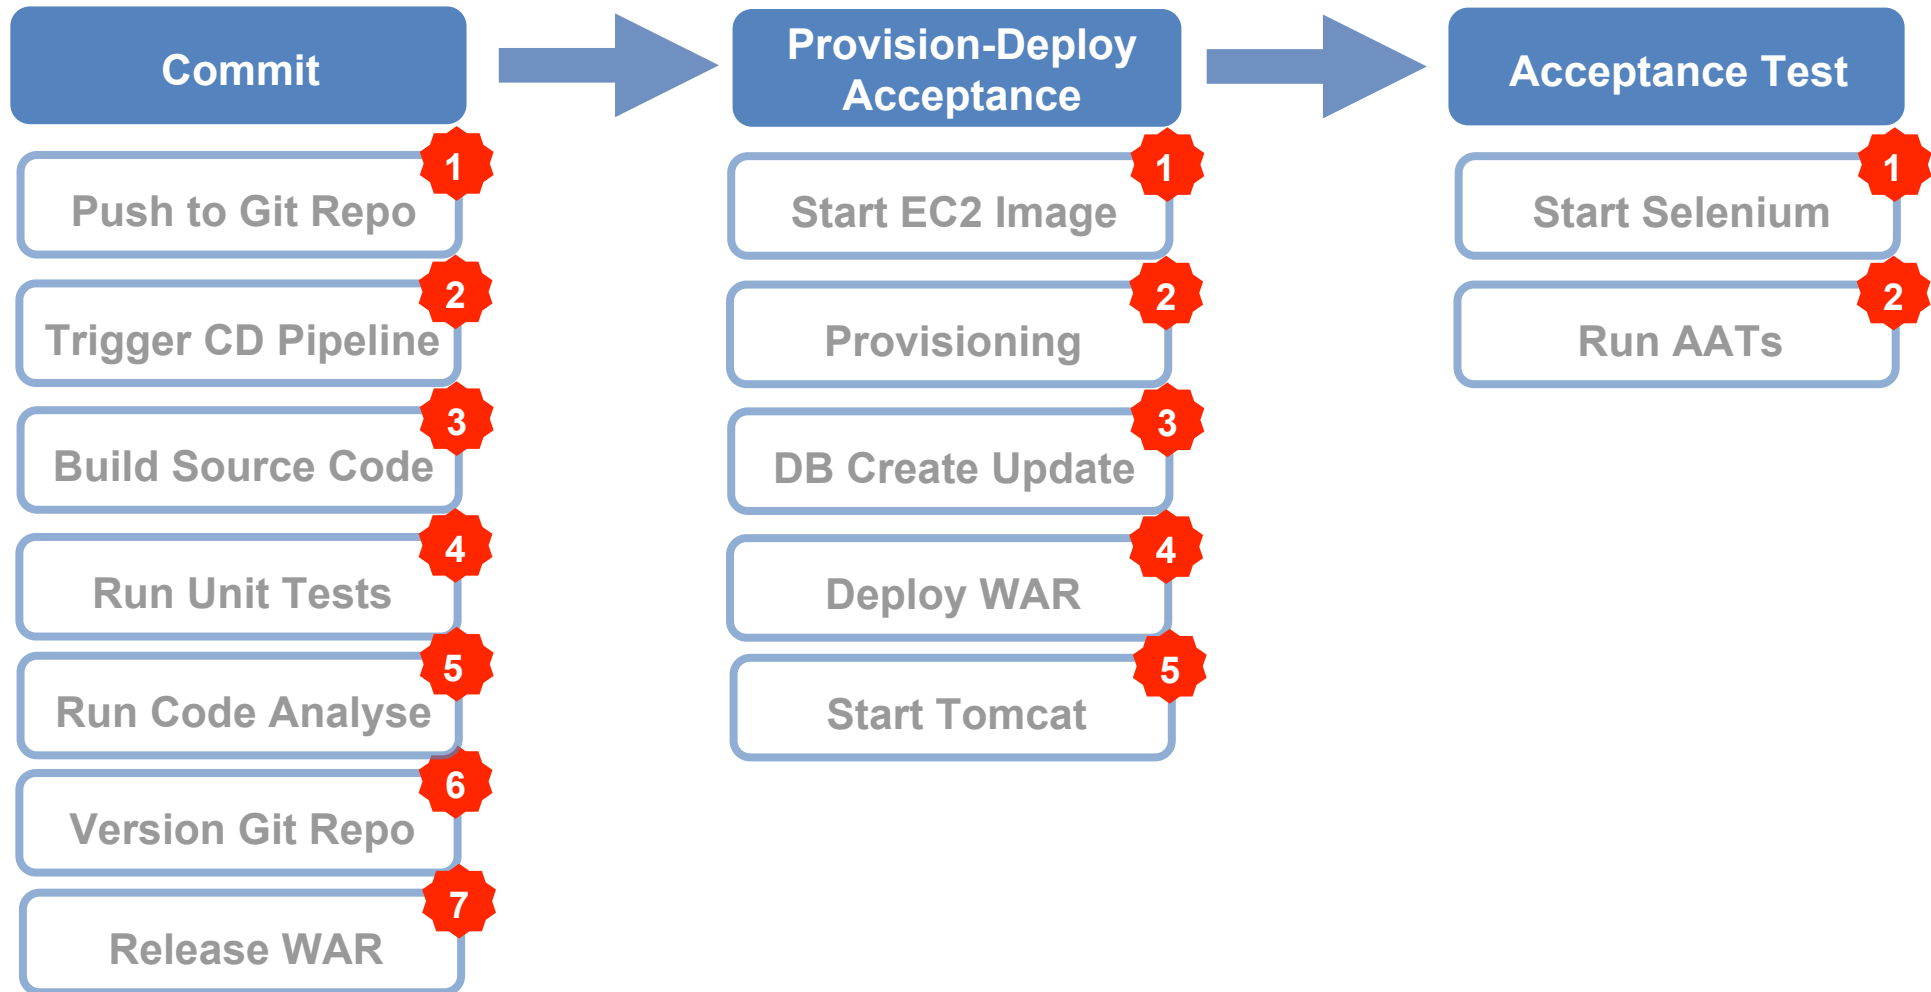 Commit
1
Push to Git Repo
2
Trigger CD Pipeline
3
Build Source Code
4
Run Unit Tests
5
Run Code Analyse
6
Version Git Repo
7
Release WAR
Provision-Deploy
Acceptance
1
Start EC2 Image
2
Provisioning
3
DB Create Update
4
Deploy WAR
5
Start Tomcat
Acceptance Test
1
Start Selenium
2
Run AATs